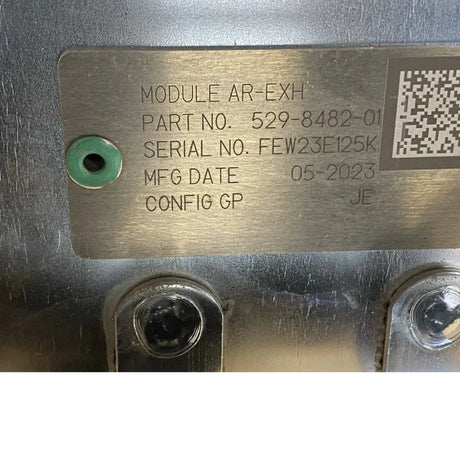 MODULE AR-EXH
PART NO. 529-8482-01
SERIAL NO. FEW23E125K
MFG DATE 05-2023
CONFIG GP JE